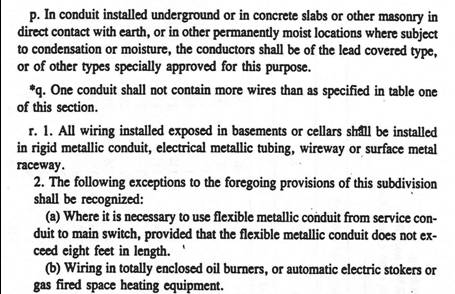 p. In conduit installed underground or in concrete slabs or other masonry in
direct contact with earth, or in other permanently moist locations where subject
to condensation or moisture, the conductors shall be of the lead covered type,
or of other types specially approved for this purpose.
*q. One conduit shall not contain more wires than as specified in table one
of this section.
r. 1. All wiring installed exposed in basements or cellars shall be installed
in rigid metallic conduit, electrical metallic tubing, wireway or surface metal
raceway.
2. The following exceptions to the foregoing provisions of this subdivision
shall be recognized:
(a) Where it is necessary to use flexible metallic conduit from service con-
duit to main switch, provided that the flexible metallic conduit does not ex-
ceed eight feet in length.
(b) Wiring in totally enclosed oil burners, or automatic electric stokers or
gas fired space heating equipment.